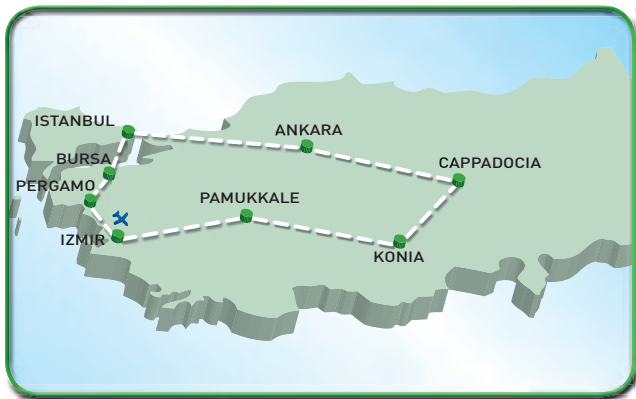 ISTANBUL
ANKARA
BURSA
CAPPADOCIA
PERGAMO
PAMUKKALE
IZMIR
KONIA